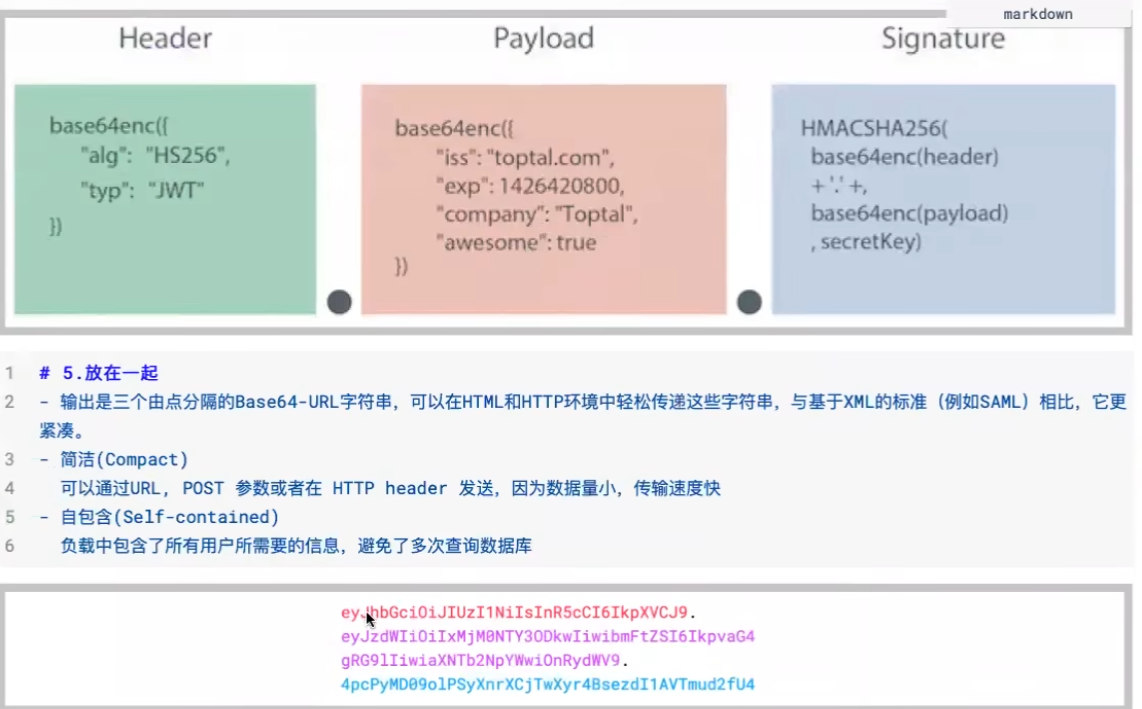 markdown
Header
Payload
Signature
base64enc({
"alg": "HS256",
"typ": "JWT"
})
base64enc({
"iss": "toptal.com",
"exp": 1426420800,
"company": "Toptal",
"awesome": true
})
HMACSHA256(
base64enc(header)
+ '.' +,
base64enc(payload)
, secretKey)
1 # 5.放在一起
2 - 输出是三个由点分隔的Base64-URL字符串，可以在HTML和HTTP环境中轻松传递这些字符串，与基于XML的标准（例如SAML）相比，它更
紧凑。
3 - 简洁(Compact)
4 可以通过URL, POST 参数或者在 HTTP header 发送，因为数据量小，传输速度快
5 - 自包含(Self-contained)
6 负载中包含了所有用户所需要的信息，避免了多次查询数据库
eyJhbGciOiJIUzI1NiIsInR5cCI6IkpXVCJ9.
eyJzdWIiOiIxMjM0NTY3ODkwIiwibmFtZSI6IkpvaG4
gRG9lIiwiaXNTb2NpYWwiOnRydWV9.
4pcPyMD09olPSyXnrXCjTwXyr4BsezdI1AVTmud2fU4